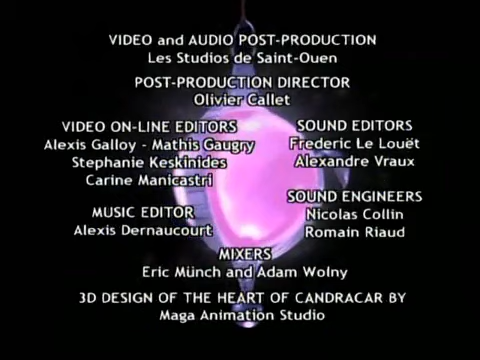 VIDEO and AUDIO POST-PRODUCTION
Les Studios de Saint-Ouen
POST-PRODUCTION DIRECTOR
Olivier Callet
VIDEO ON-LINE EDITORS
Alexis Galloy - Mathis Gaugry
Stephanie Keskinides
Carine Manicastri
SOUND EDITORS
Frederic Le Louët
Alexandre Vraux
MUSIC EDITOR
Alexis Dernaucourt
SOUND ENGINEERS
Nicolas Collin
Romain Riaud
MIXERS
Eric Münch and Adam Wolny
3D DESIGN OF THE HEART OF CANDRACAR BY
Maga Animation Studio